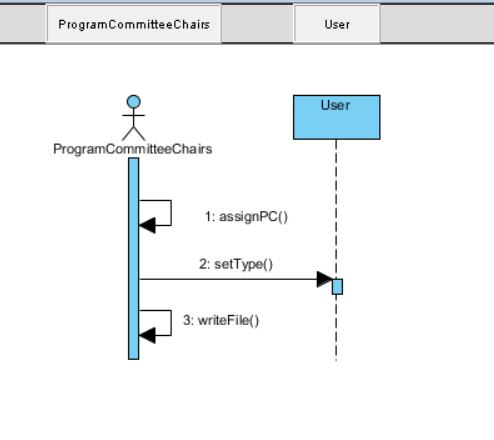 ProgramCommitteeChairs
User
User
ProgramCommitteeChairs
1: assignPC()
2: setType()
3: writeFile()